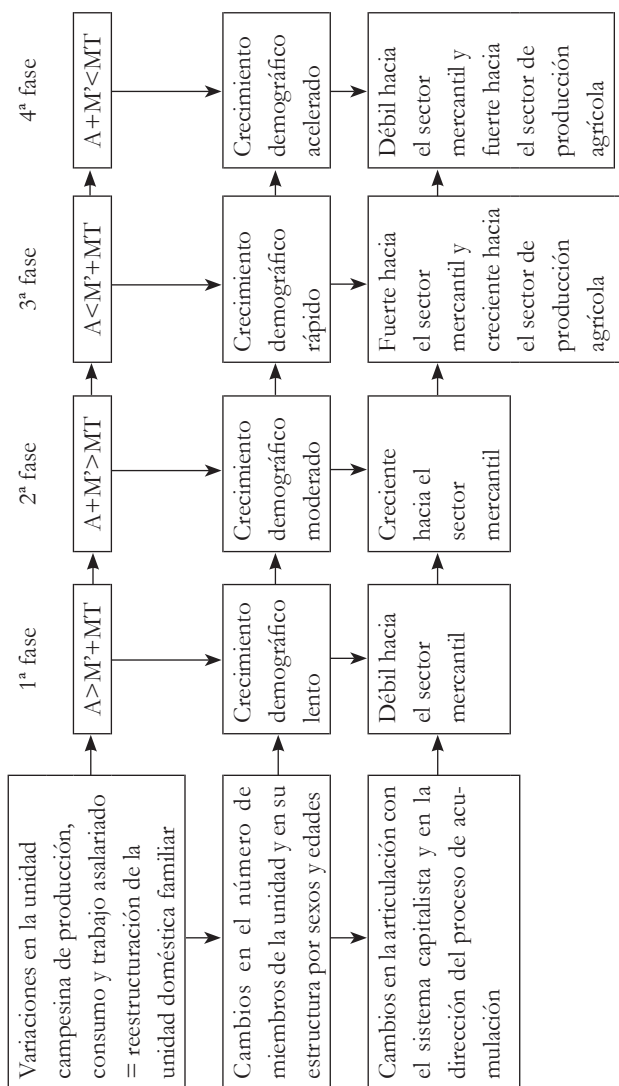 1ª fase
2ª fase
3ª fase
4ª fase
Variaciones en la unidad
campesina de producción,
consumo y trabajo asalariado
= reestructuración de la
unidad doméstica familiar
A>M'+MT
A+M'>MT
A<M'+MT
A+M'<MT
Cambios en el número de
miembros de la unidad y en su
estructura por sexos y edades
Crecimiento
demográfico
lento
Crecimiento
demográfico
moderado
Crecimiento
demográfico
rápido
Crecimiento
demográfico
acelerado
Cambios en la articulación con
el sistema capitalista y en la
dirección del proceso de acu-
mulación
Débil hacia
el sector
mercantil
Creciente
hacia el
sector
mercantil
Fuerte hacia
el sector
mercantil y
creciente hacia
el sector de
producción
agrícola
Débil hacia
el sector
mercantil y
fuerte hacia
el sector de
producción
agrícola